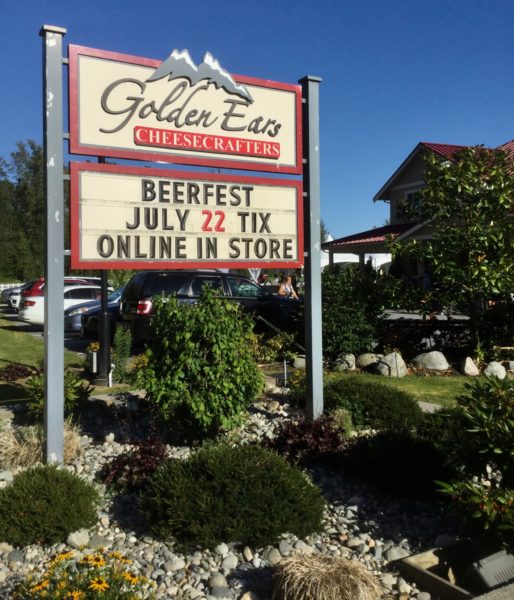 Golden Ears
CHEESECRAFTERS
BEERFEST
JULY 22 TIX
ONLINE IN STORE